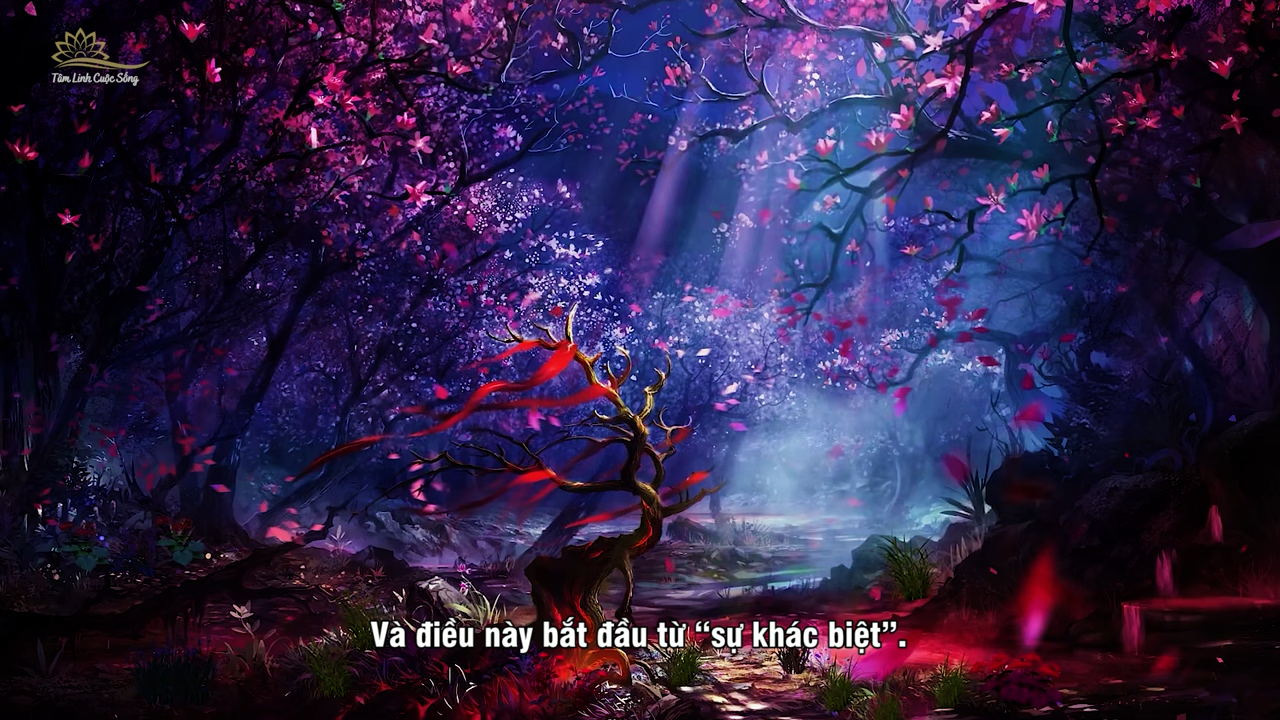 Tâm Linh Cuộc Sống
Và điều này bắt đầu từ “sự khác biệt”.